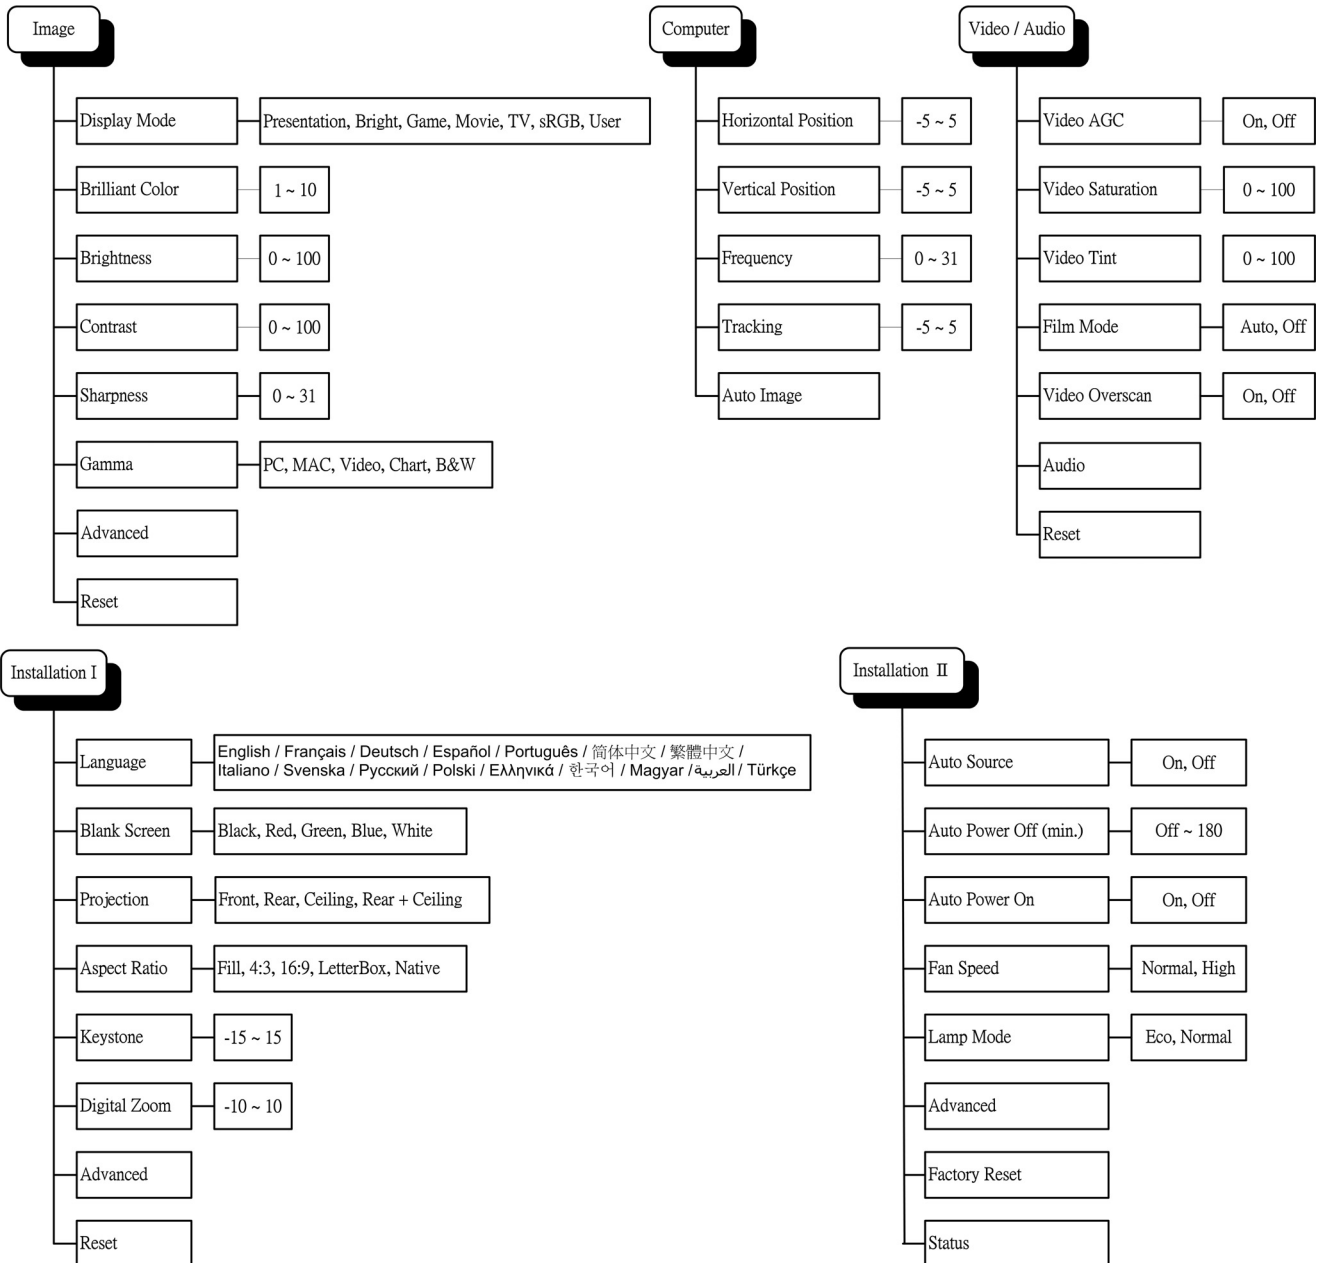 Image
Display Mode
Presentation, Bright, Game, Movie, TV, sRGB, User
Brilliant Color
1 ~ 10
Brightness
0 ~ 100
Contrast
0 ~ 100
Sharpness
0 ~ 31
Gamma
PC, MAC, Video, Chart, B&W
Advanced
Reset
Computer
Horizontal Position
-5 ~ 5
Vertical Position
-5 ~ 5
Frequency
0 ~ 31
Tracking
-5 ~ 5
Auto Image
Video / Audio
Video AGC
On, Off
Video Saturation
0 ~ 100
Video Tint
0 ~ 100
Film Mode
Auto, Off
Video Overscan
On, Off
Audio
Reset
Installation I
Language
English / Français / Deutsch / Español / Português / 简体中文 / 繁體中文 /
Italiano / Svenska / Русский / Polski / Ελληνικά / 한국어 / Magyar /العربية / Türkçe
Blank Screen
Black, Red, Green, Blue, White
Projection
Front, Rear, Ceiling, Rear + Ceiling
Aspect Ratio
Fill, 4:3, 16:9, LetterBox, Native
Keystone
-15 ~ 15
Digital Zoom
-10 ~ 10
Advanced
Reset
Installation Ⅱ
Auto Source
On, Off
Auto Power Off (min.)
Off ~ 180
Auto Power On
On, Off
Fan Speed
Normal, High
Lamp Mode
Eco, Normal
Advanced
Factory Reset
Status